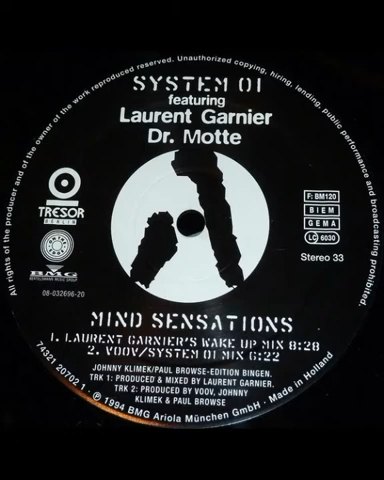 All rights of the producer and of the owner of the work reproduced reserved. Unauthorized copying, hiring, lending, public performance and broadcasting prohibited.
SYSTEM 01
featuring
Laurent Garnier
Dr. Motte
TRESOR
BERLIN
BMG
BERTELSMANN MUSIC GROUP
08-032696-20
F: BM120
BIEM
GEMA
LC 6030
Stereo 33
MIND SENSATIONS
1. LAURENT GARNIER'S WAKE UP MIX 8:28
2. VOOV/SYSTEM 01 MIX 6:22
JOHNNY KLIMEK/PAUL BROWSE-EDITION BINGEN.
TRK 1: PRODUCED & MIXED BY LAURENT GARNIER.
TRK 2: PRODUCED BY VOOV, JOHNNY
KLIMEK & PAUL BROWSE
74321 20702 1 · ℗ 1994 BMG Ariola München GmbH · Made in Holland